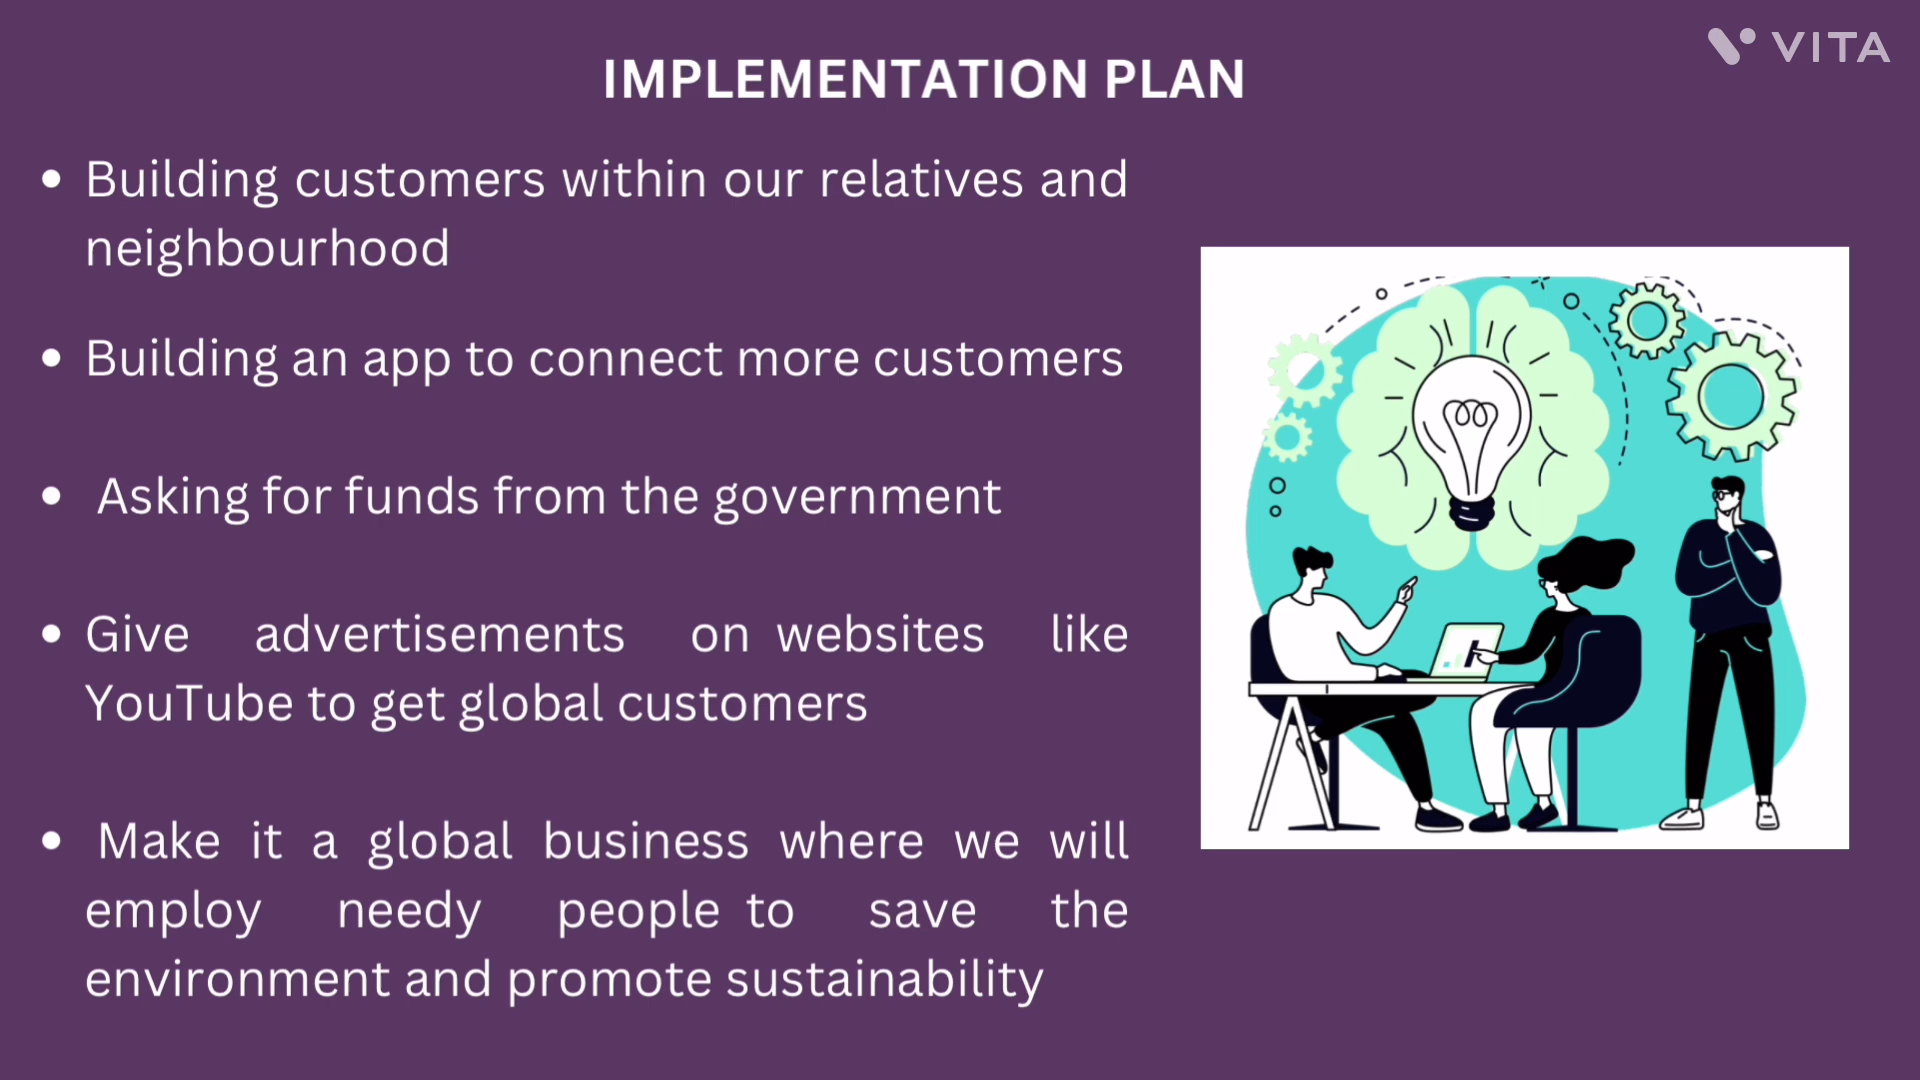 VITA
IMPLEMENTATION PLAN
• Building customers within our relatives and
neighbourhood
• Building an app to connect more customers
• Asking for funds from the government
• Give advertisements on websites like
YouTube to get global customers
• Make it a global business where we will
employ needy people to save the
environment and promote sustainability